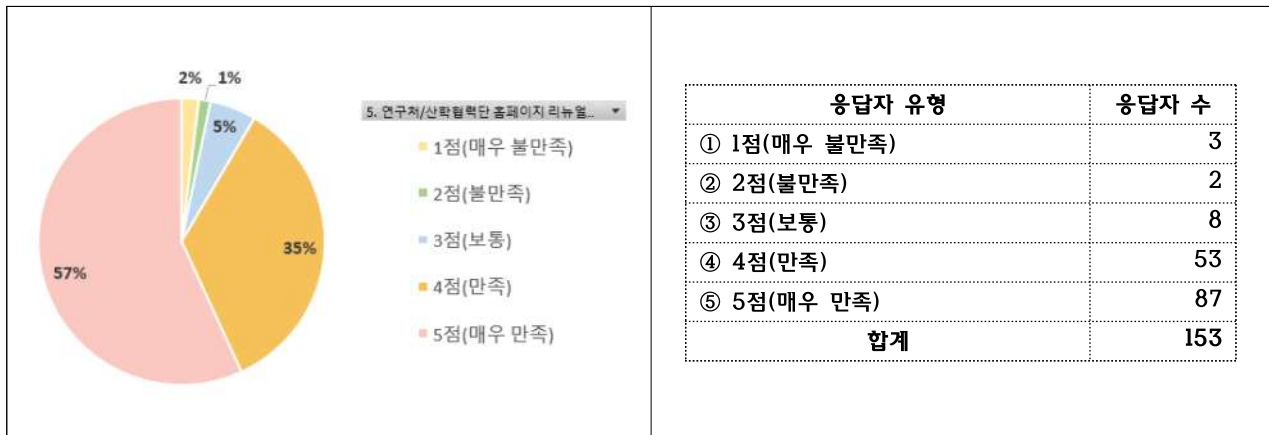 2% 1%
5%
35%
57%
5. 연구처/산학협력단 홈페이지 리뉴얼...
1점(매우 불만족)
2점(불만족)
3점(보통)
4점(만족)
5점(매우 만족)
응답자 유형 응답자 수
① 1점(매우 불만족) 3
② 2점(불만족) 2
③ 3점(보통) 8
④ 4점(만족) 53
⑤ 5점(매우 만족) 87
합계 153